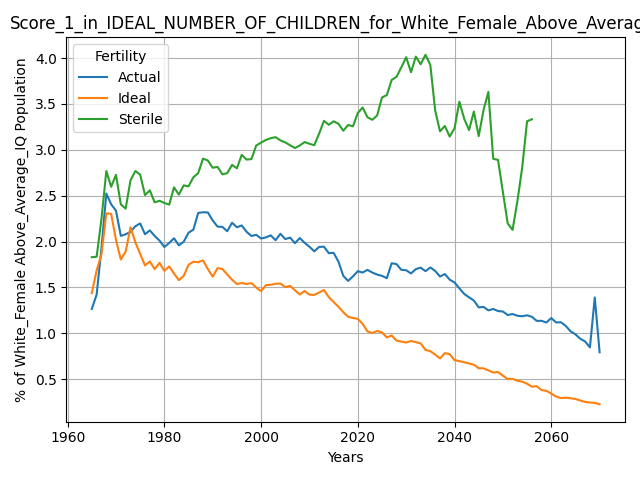 Score_1_in_IDEAL_NUMBER_OF_CHILDREN_for_White_Female_Above_Averag
% of White_Female Above_Average_IQ Population
4.0
3.5
3.0
2.5
2.0
1.5
1.0
0.5
Fertility
Actual
Ideal
Sterile
1960 1980 2000 2020 2040 2060
Years